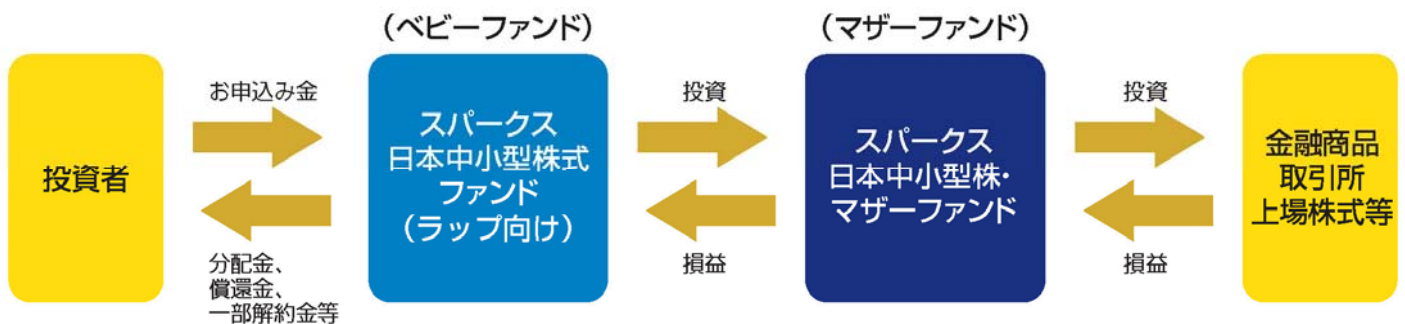 (ベビーファンド)
(マザーファンド)
投資者
お申込み金
分配金、
償還金、
一部解約金等
スパークス
日本中小型株式
ファンド
(ラップ向け)
投資
損益
スパークス
日本中小型株・
マザーファンド
投資
損益
金融商品
取引所
上場株式等